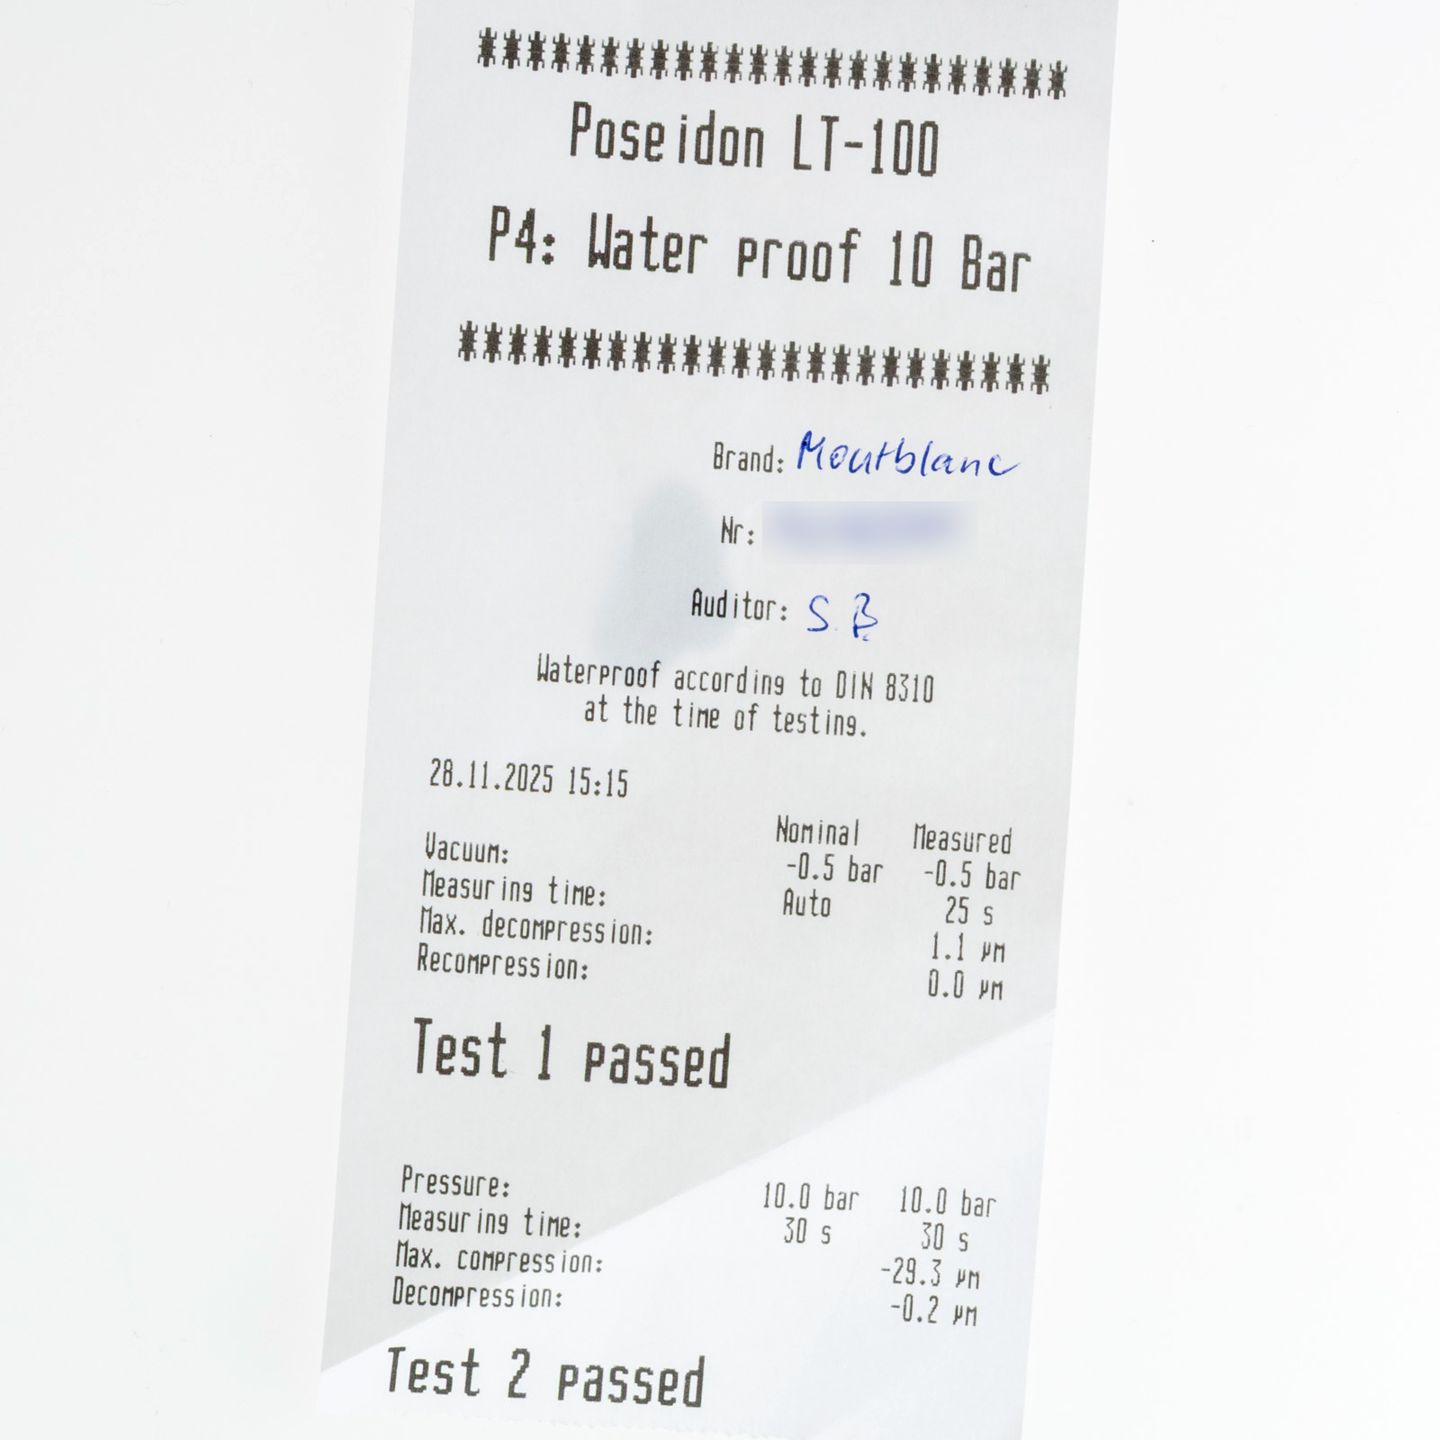 Poseidon LT-100
P4: Water proof 10 Bar
Brand: Montblanc
Nr:
Auditor: S.B.
Waterproof according to DIN 8310
at the time of testing.
28.11.2025 15:15
Nominal Measured
Vacuum: -0.5 bar -0.5 bar
Measuring time: Auto 25 s
Max. decompression: 1.1 µm
Recompression: 0.0 µm
Test 1 passed
Pressure: 10.0 bar 10.0 bar
Measuring time: 30 s 30 s
Max. compression: -29.3 µm
Decompression: -0.2 µm
Test 2 passed